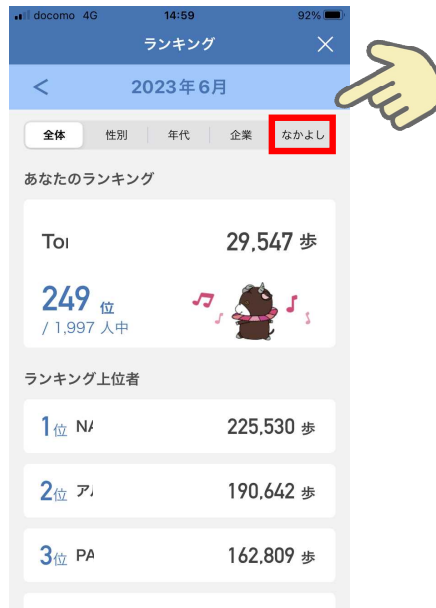 docomo 4G 14:59 92%
ランキング
2023年6月
全体 性別 年代 企業 なかよし
あなたのランキング
29,547 歩
249 位
/ 1,997 人中
ランキング上位者
1位 225,530 歩
2位 190,642 歩
3位 PA 162,809 歩